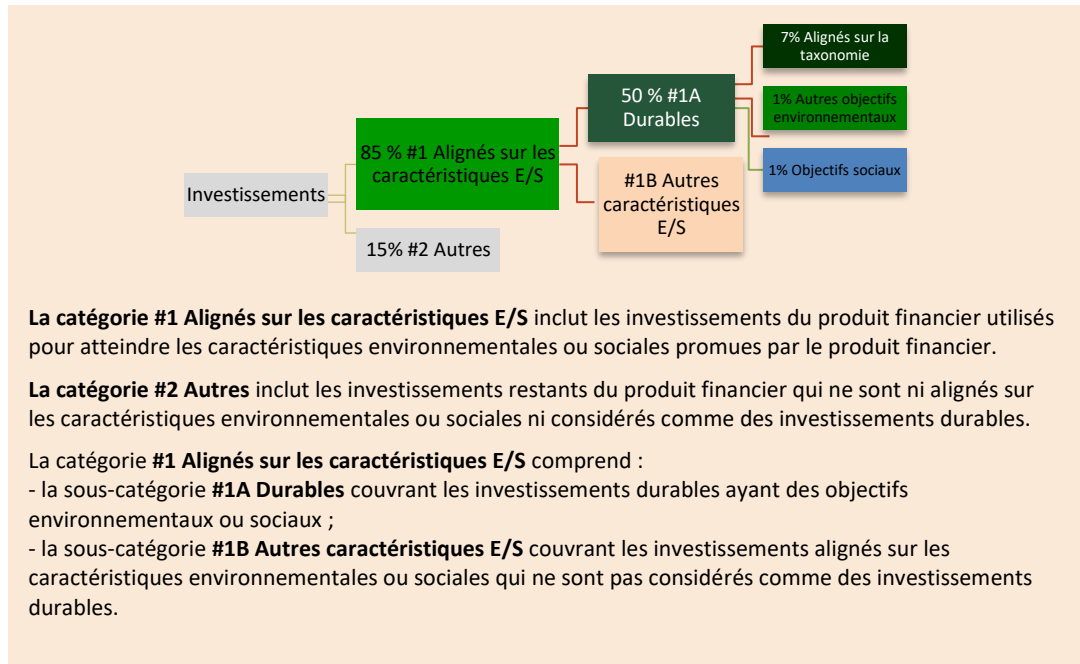 7% Alignés sur la
taxonomie
50 % #1A
Durables
1% Autres objectifs
environnementaux
85 % #1 Alignés sur les
caractéristiques E/S
1% Objectifs sociaux
Investissements
#1B Autres
caractéristiques
E/S
15% #2 Autres
La catégorie #1 Alignés sur les caractéristiques E/S inclut les investissements du produit financier utilisés
pour atteindre les caractéristiques environnementales ou sociales promues par le produit financier.
La catégorie #2 Autres inclut les investissements restants du produit financier qui ne sont ni alignés sur
les caractéristiques environnementales ou sociales ni considérés comme des investissements durables.
La catégorie #1 Alignés sur les caractéristiques E/S comprend :
- la sous-catégorie #1A Durables couvrant les investissements durables ayant des objectifs
environnementaux ou sociaux ;
- la sous-catégorie #1B Autres caractéristiques E/S couvrant les investissements alignés sur les
caractéristiques environnementales ou sociales qui ne sont pas considérés comme des investissements
durables.